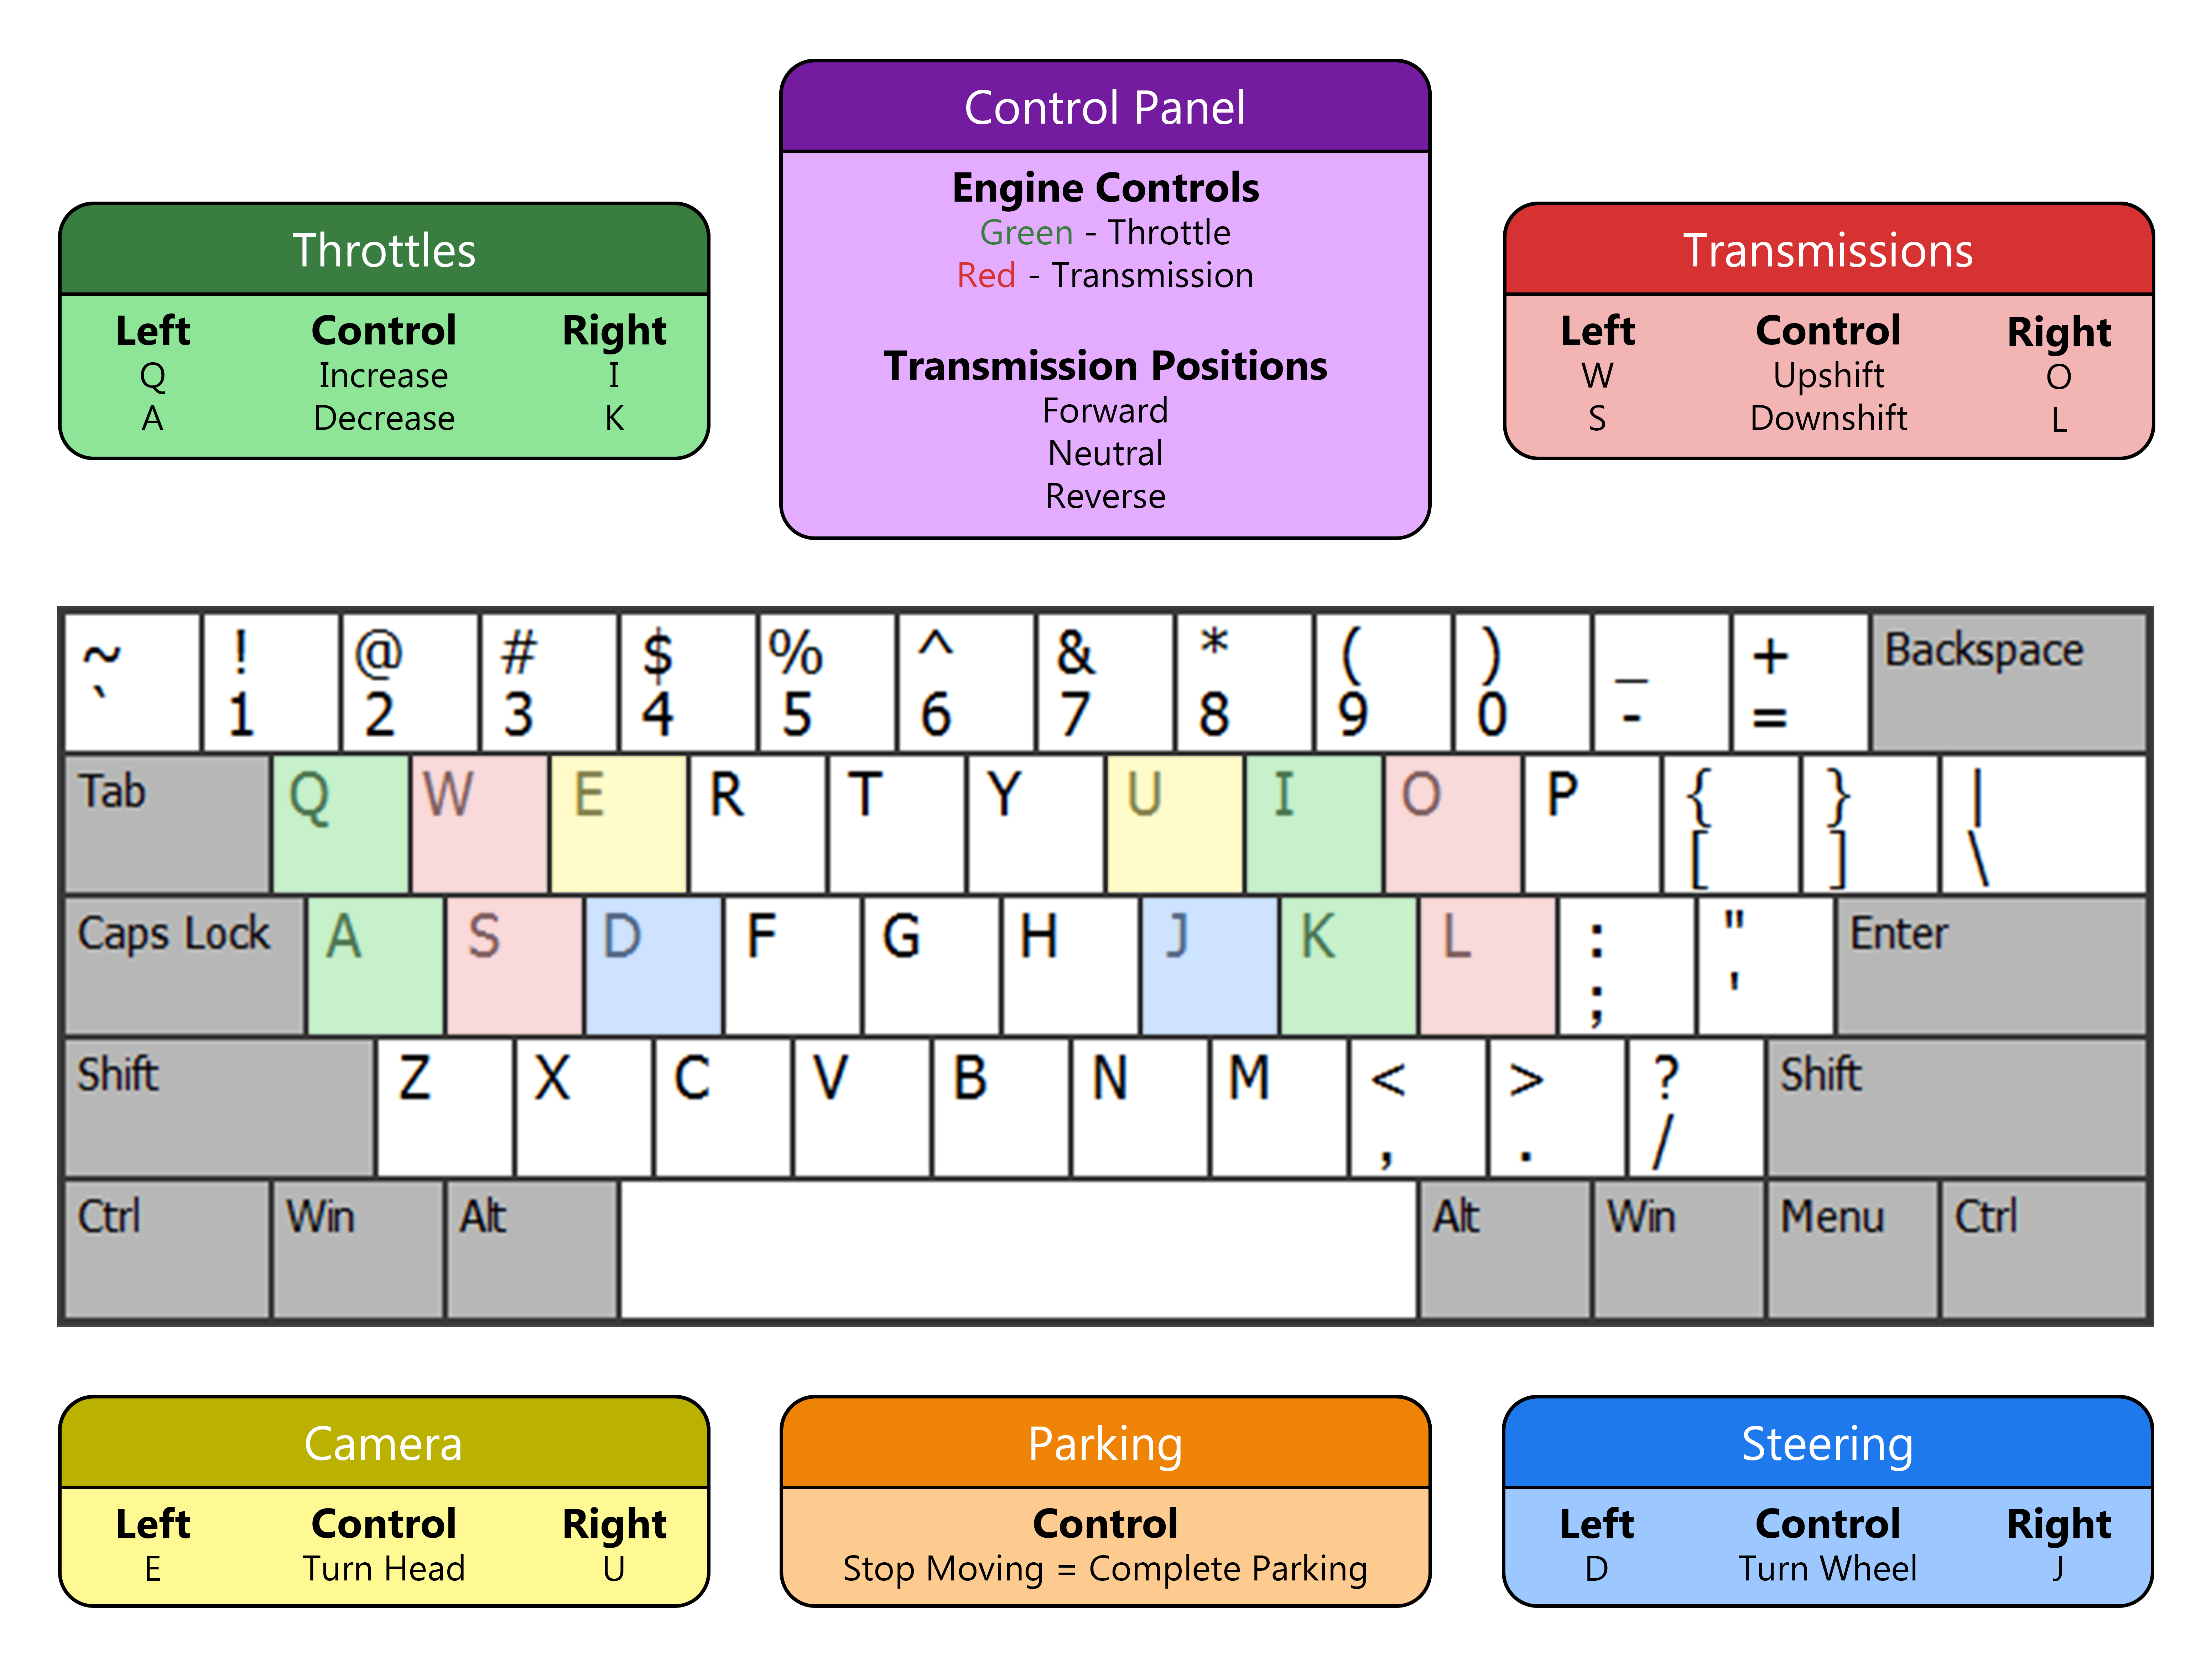 Control Panel
Engine Controls
Green - Throttle
Red - Transmission
Transmission Positions
Forward
Neutral
Reverse
Throttles
Left Control Right
Q Increase I
A Decrease K
Transmissions
Left Control Right
W Upshift O
S Downshift L
~ ! @ # $ % ^ & * ( ) _ + Backspace
` 1 2 3 4 5 6 7 8 9 0 - =
Tab Q W E R T Y U I O P { } |
[ ] \
Caps Lock A S D F G H J K L : " Enter
; '
Shift Z X C V B N M < > ? Shift
, . /
Ctrl Win Alt Alt Win Menu Ctrl
Camera
Left Control Right
E Turn Head U
Parking
Control
Stop Moving = Complete Parking
Steering
Left Control Right
D Turn Wheel J